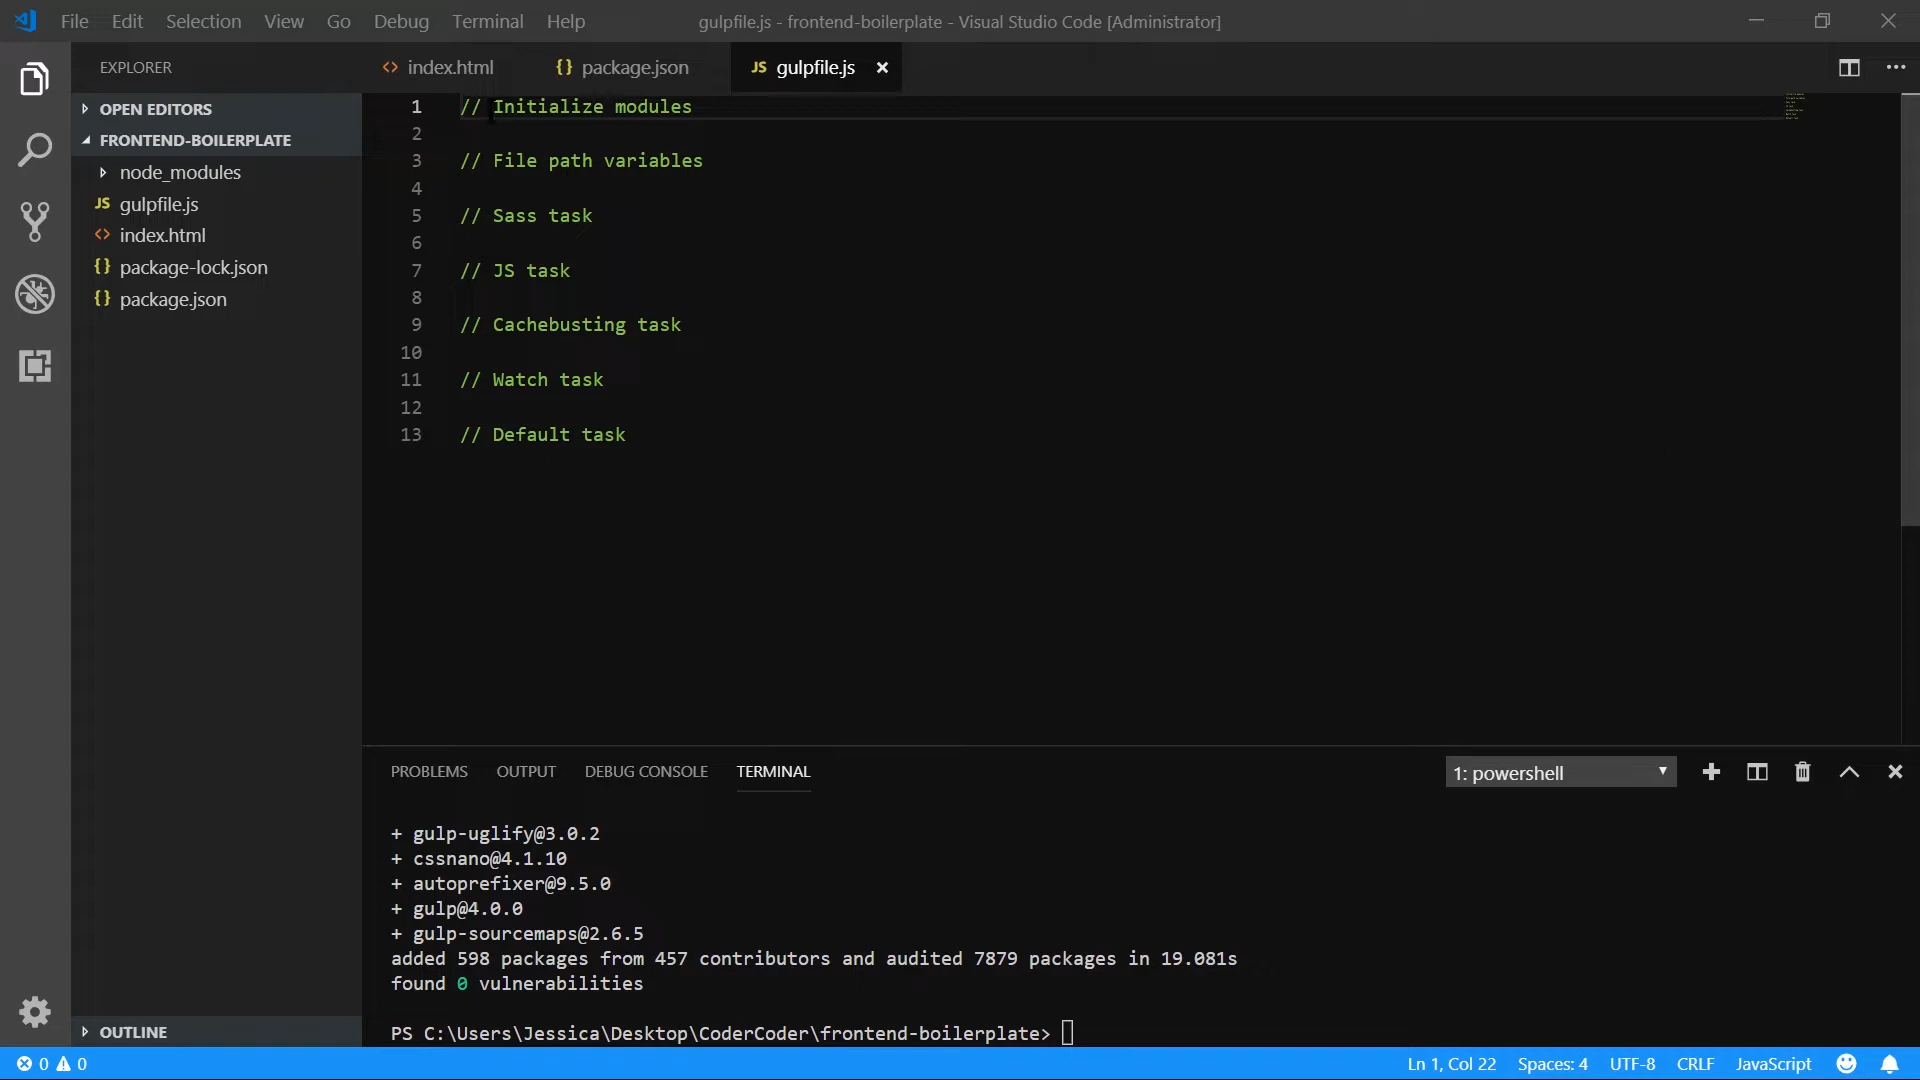 File Edit Selection View Go Debug Terminal Help gulpfile.js - frontend-boilerplate - Visual Studio Code [Administrator]
EXPLORER
OPEN EDITORS
FRONTEND-BOILERPLATE
node_modules
JS gulpfile.js
<> index.html
{} package-lock.json
{} package.json
OUTLINE
<> index.html {} package.json JS gulpfile.js
1 // Initialize modules
2
3 // File path variables
4
5 // Sass task
6
7 // JS task
8
9 // Cachebusting task
10
11 // Watch task
12
13 // Default task
PROBLEMS OUTPUT DEBUG CONSOLE TERMINAL 1: powershell
+ gulp-uglify@3.0.2
+ cssnano@4.1.10
+ autoprefixer@9.5.0
+ gulp@4.0.0
+ gulp-sourcemaps@2.6.5
added 598 packages from 457 contributors and audited 7879 packages in 19.081s
found 0 vulnerabilities
PS C:\Users\Jessica\Desktop\CoderCoder\frontend-boilerplate>
0 0 Ln 1, Col 22 Spaces: 4 UTF-8 CRLF JavaScript